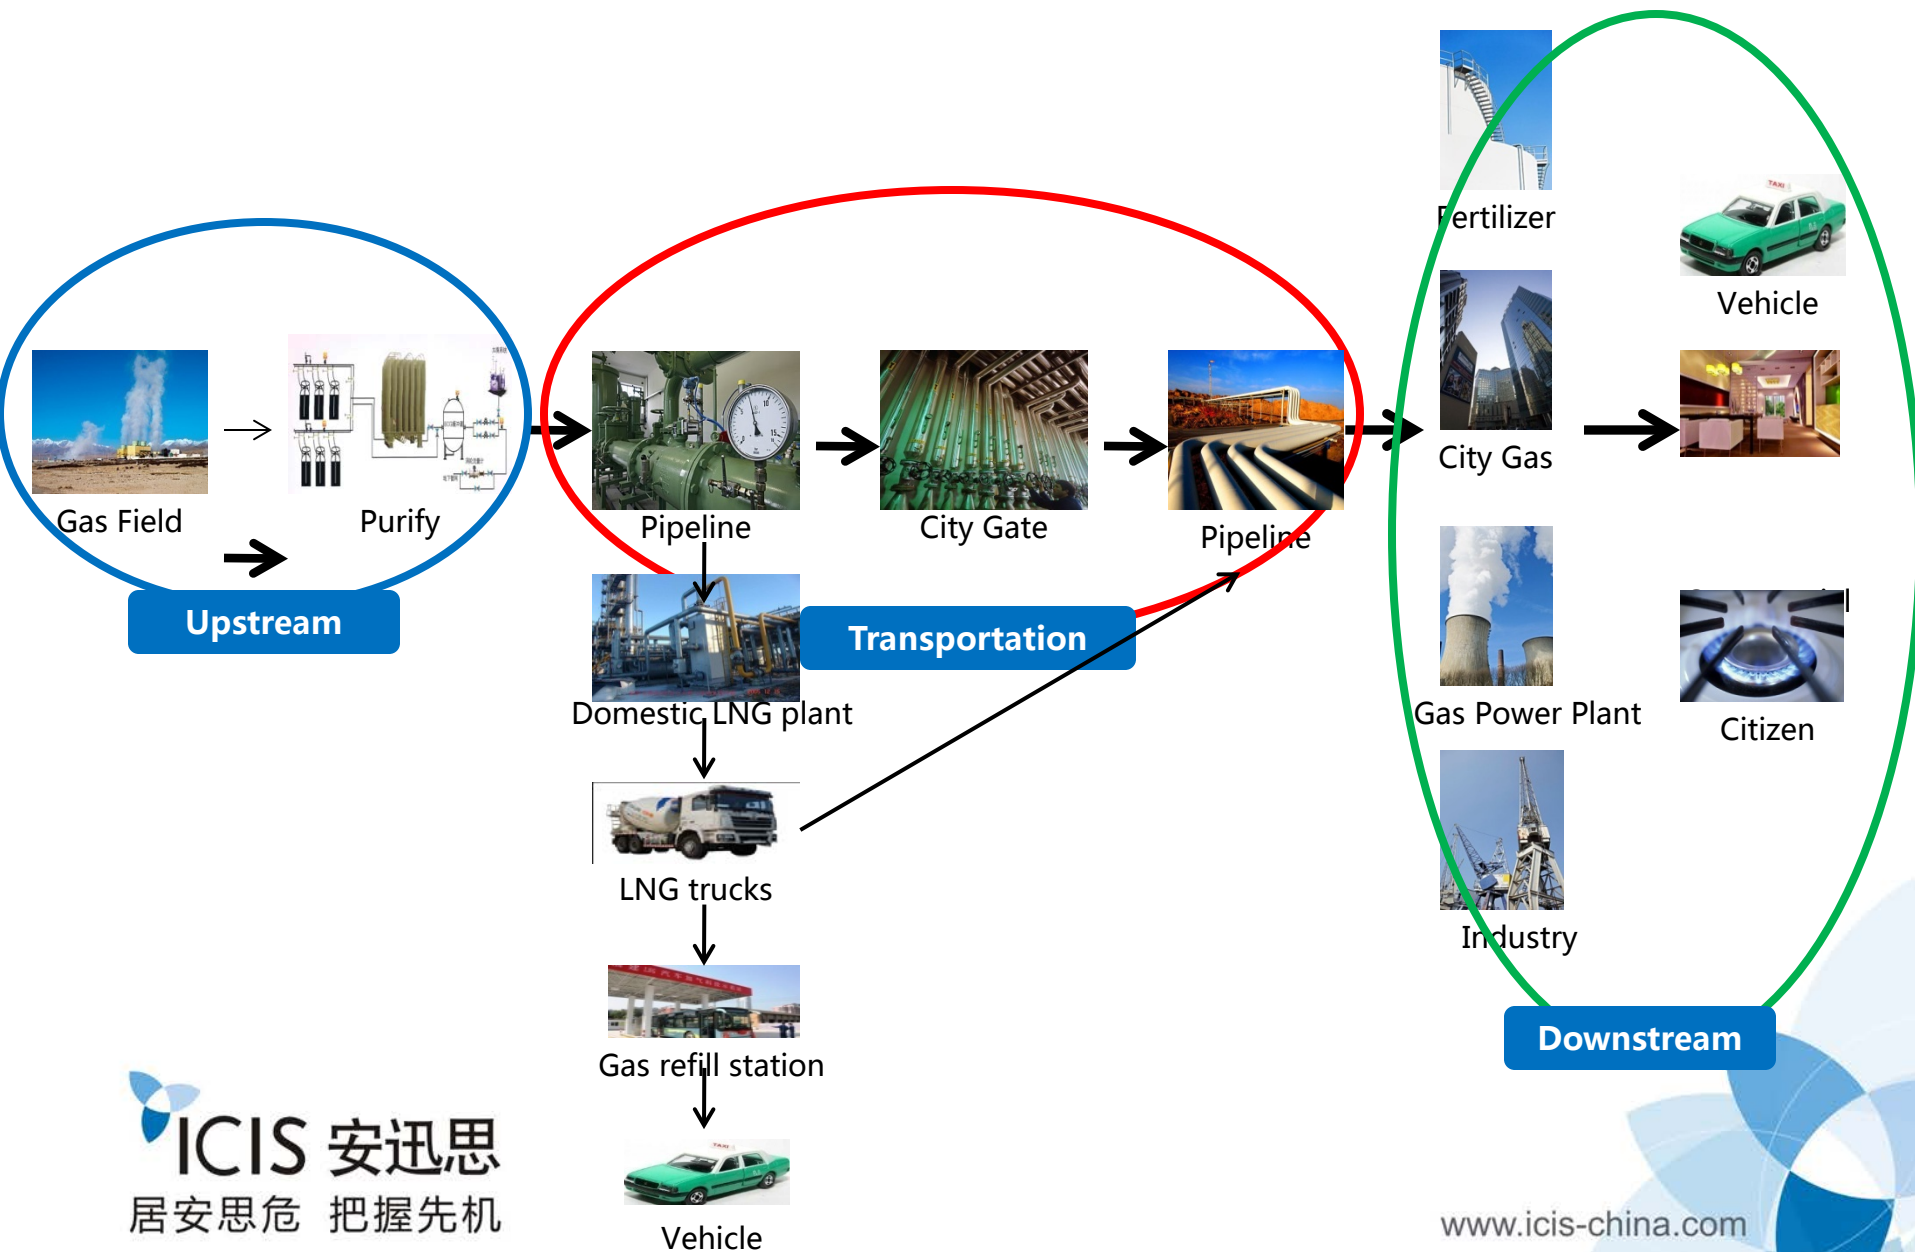 Fertilizer
TAXI
Vehicle
Gas Field
Purify
Pipeline
City Gate
Pipeline
City Gas
Upstream
Transportation
Domestic LNG plant
Gas Power Plant
Citizen
LNG trucks
Industry
Gas refill station
Downstream
TAXI
Vehicle
ICIS 安迅思
居安思危 把握先机
www.icis-china.com